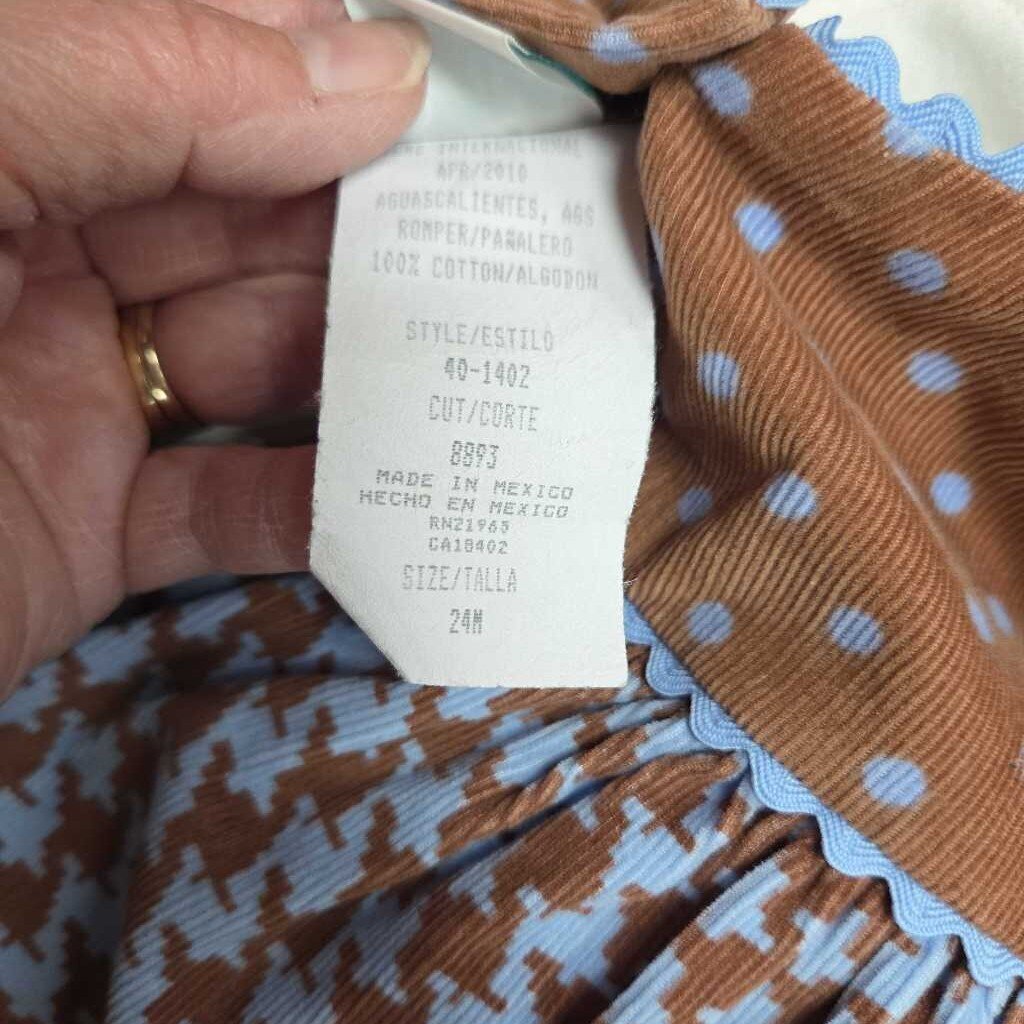 INTERNACIONAL
APR/2010
AGUASCALIENTES, AGS
ROMPER/PAÑALERO
100% COTTON/ALGODON
STYLE/ESTILO
40-1402
CUT/CORTE
8893
MADE IN MEXICO
HECHO EN MEXICO
RN21965
CA18402
SIZE/TALLA
24M